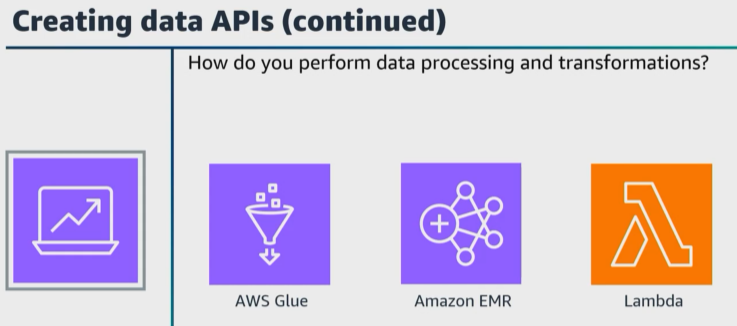 Creating data APIs (continued)
How do you perform data processing and transformations?
AWS Glue
Amazon EMR
Lambda